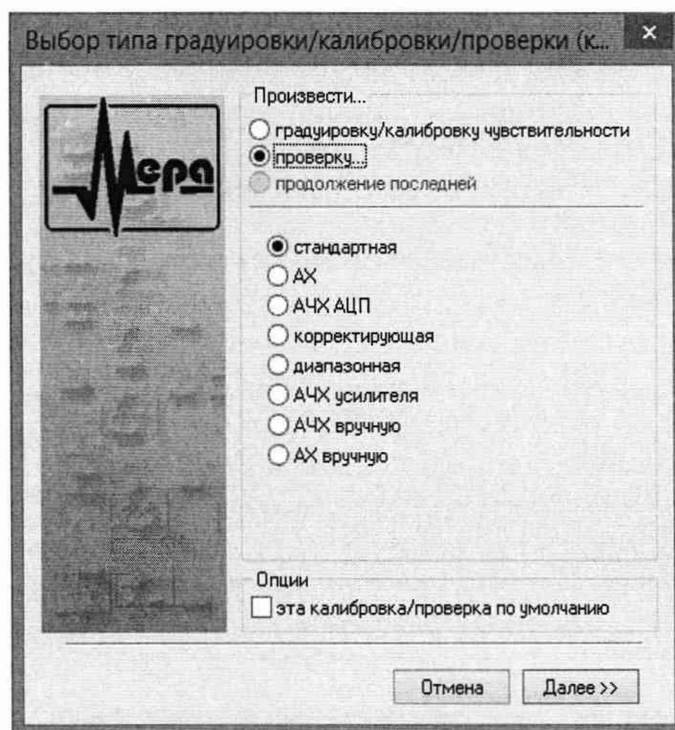 Выбор типа градуировки/калибровки/проверки (к...
Мера
Произвести...
градуировку/калибровку чувствительности
проверку...
продолжение последней
стандартная
АХ
АЧХ АЦП
корректирующая
диапазонная
АЧХ усилителя
АЧХ вручную
АХ вручную
Опции
эта калибровка/проверка по умолчанию
Отмена
Далее >>